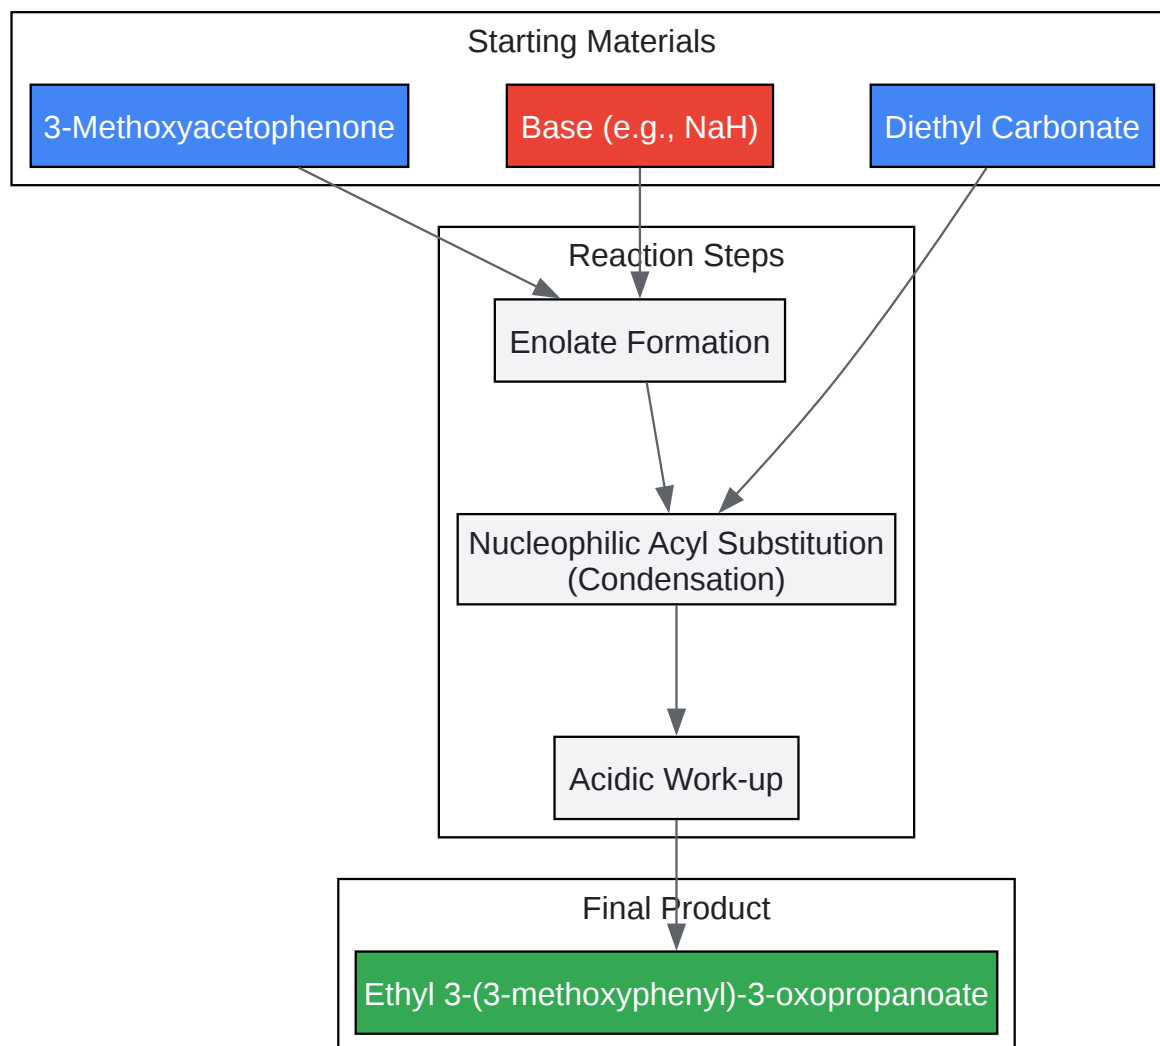 Starting Materials
3-Methoxyacetophenone
Base (e.g., NaH)
Diethyl Carbonate
Reaction Steps
Enolate Formation
Nucleophilic Acyl Substitution
(Condensation)
Acidic Work-up
Final Product
Ethyl 3-(3-methoxyphenyl)-3-oxopropanoate